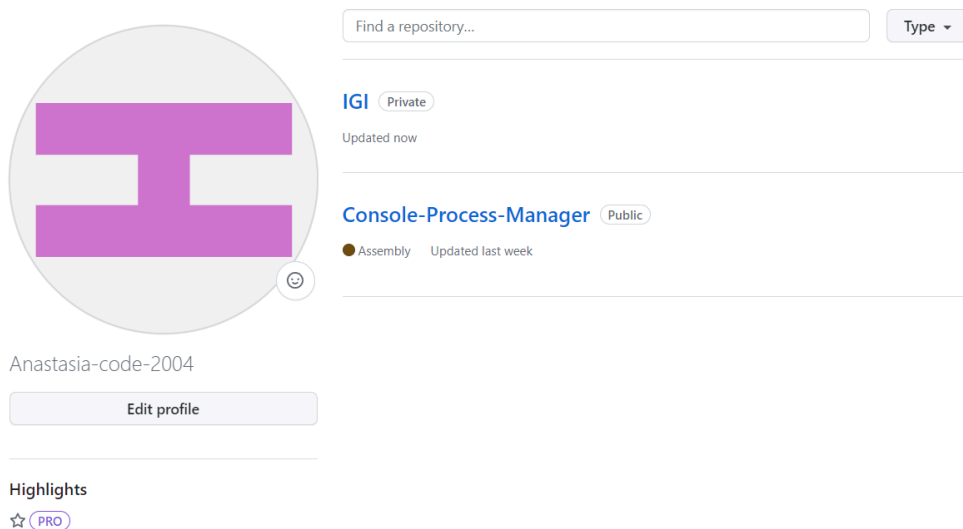 Find a repository...
Type
IGI Private
Updated now
Console-Process-Manager Public
Assembly Updated last week
Anastasia-code-2004
Edit profile
Highlights
PRO